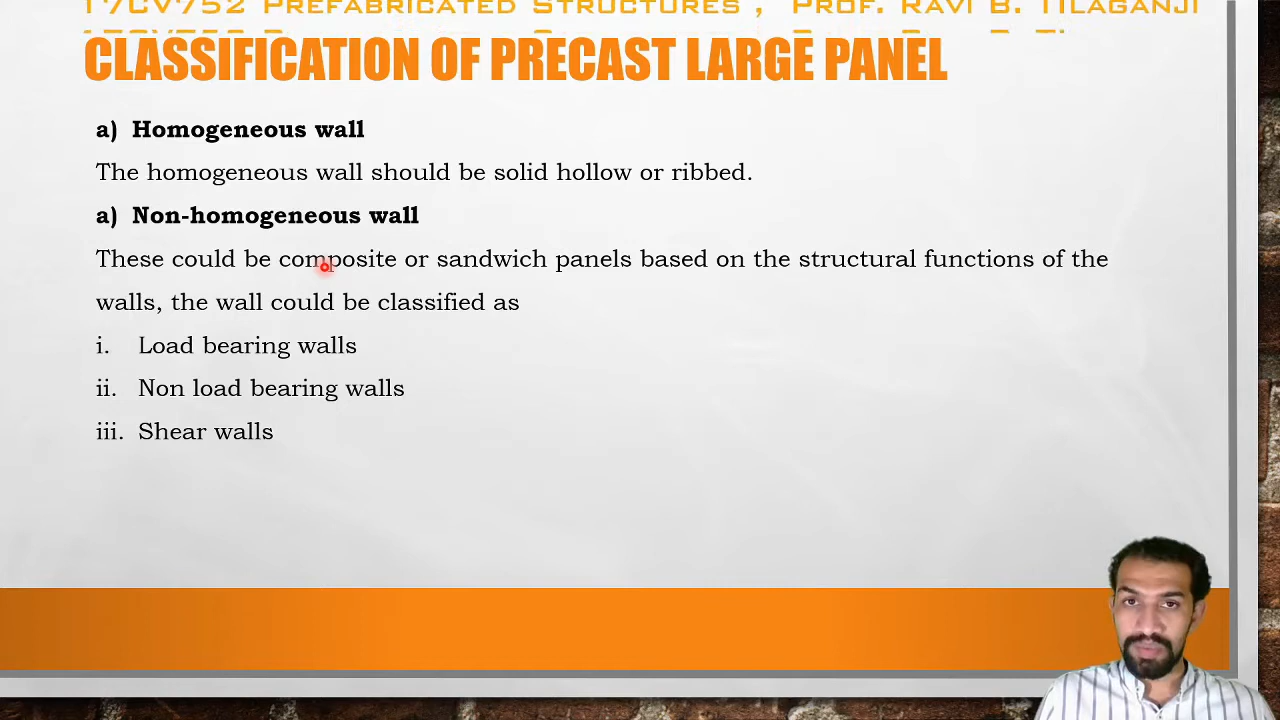 17CV752 PREFABRICATED STRUCTURES , PROF. RAVI B. TILAGANJI
CLASSIFICATION OF PRECAST LARGE PANEL
a) Homogeneous wall
The homogeneous wall should be solid hollow or ribbed.
a) Non-homogeneous wall
These could be composite or sandwich panels based on the structural functions of the
walls, the wall could be classified as
i. Load bearing walls
ii. Non load bearing walls
iii. Shear walls